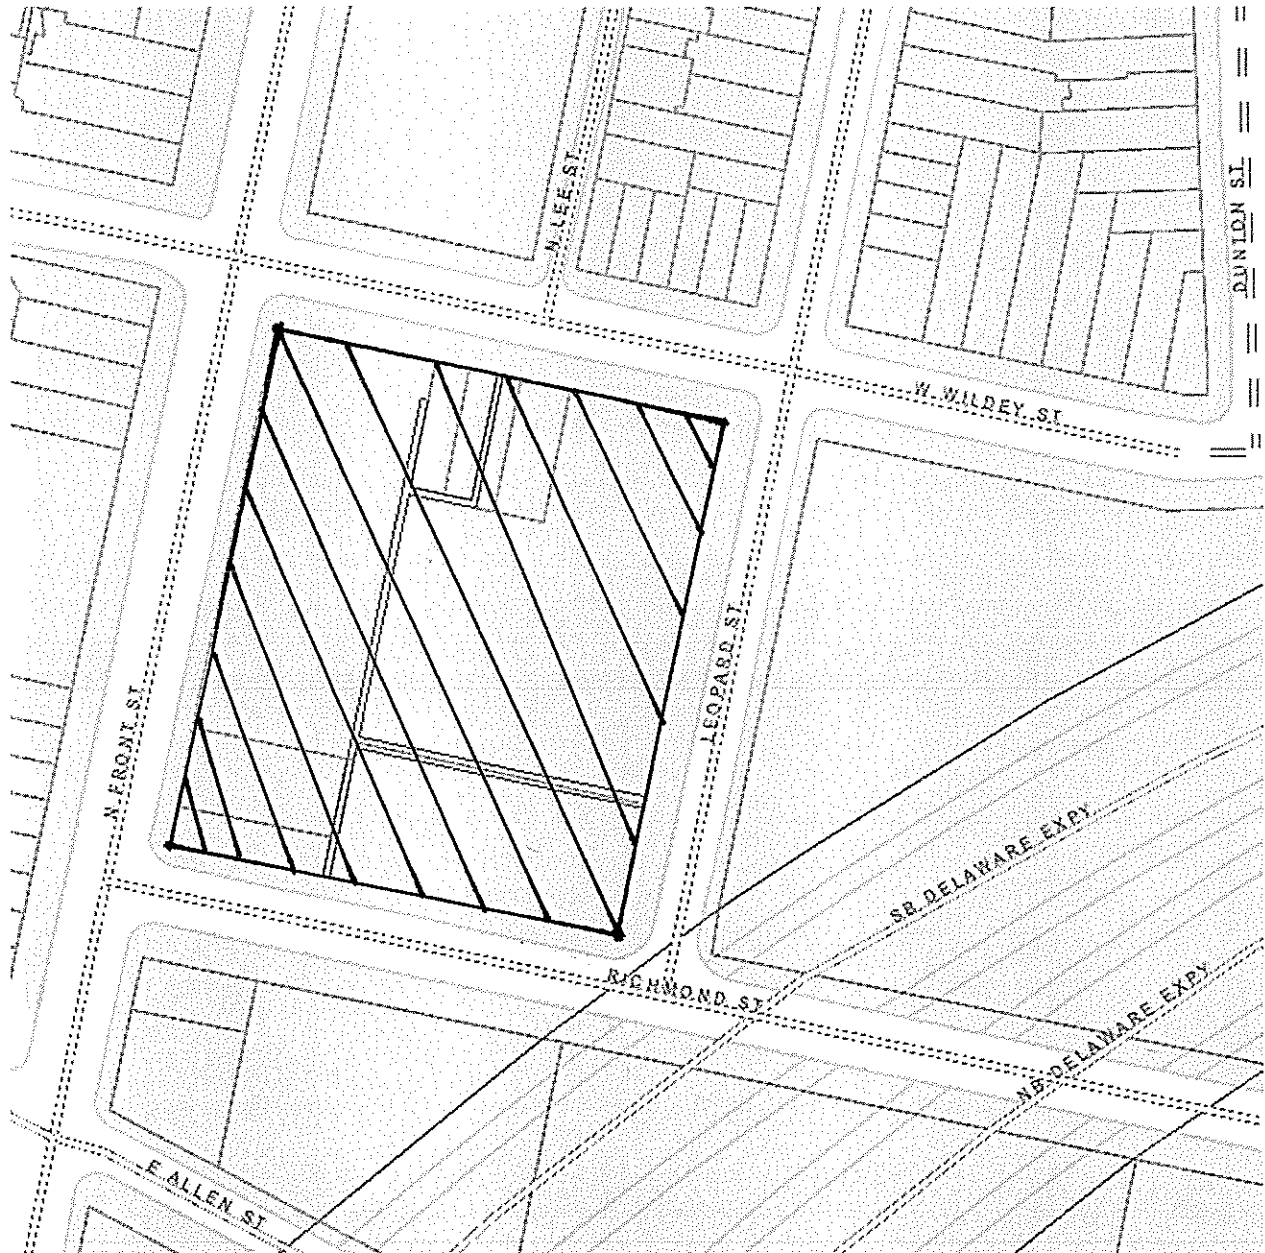 N LEE ST
DUNTON ST
W WILDEY ST
LEOPARD ST
N FRONT ST
SB DELAWARE EXPY
RICHMOND ST
NB DELAWARE EXPY
E ALLEN ST